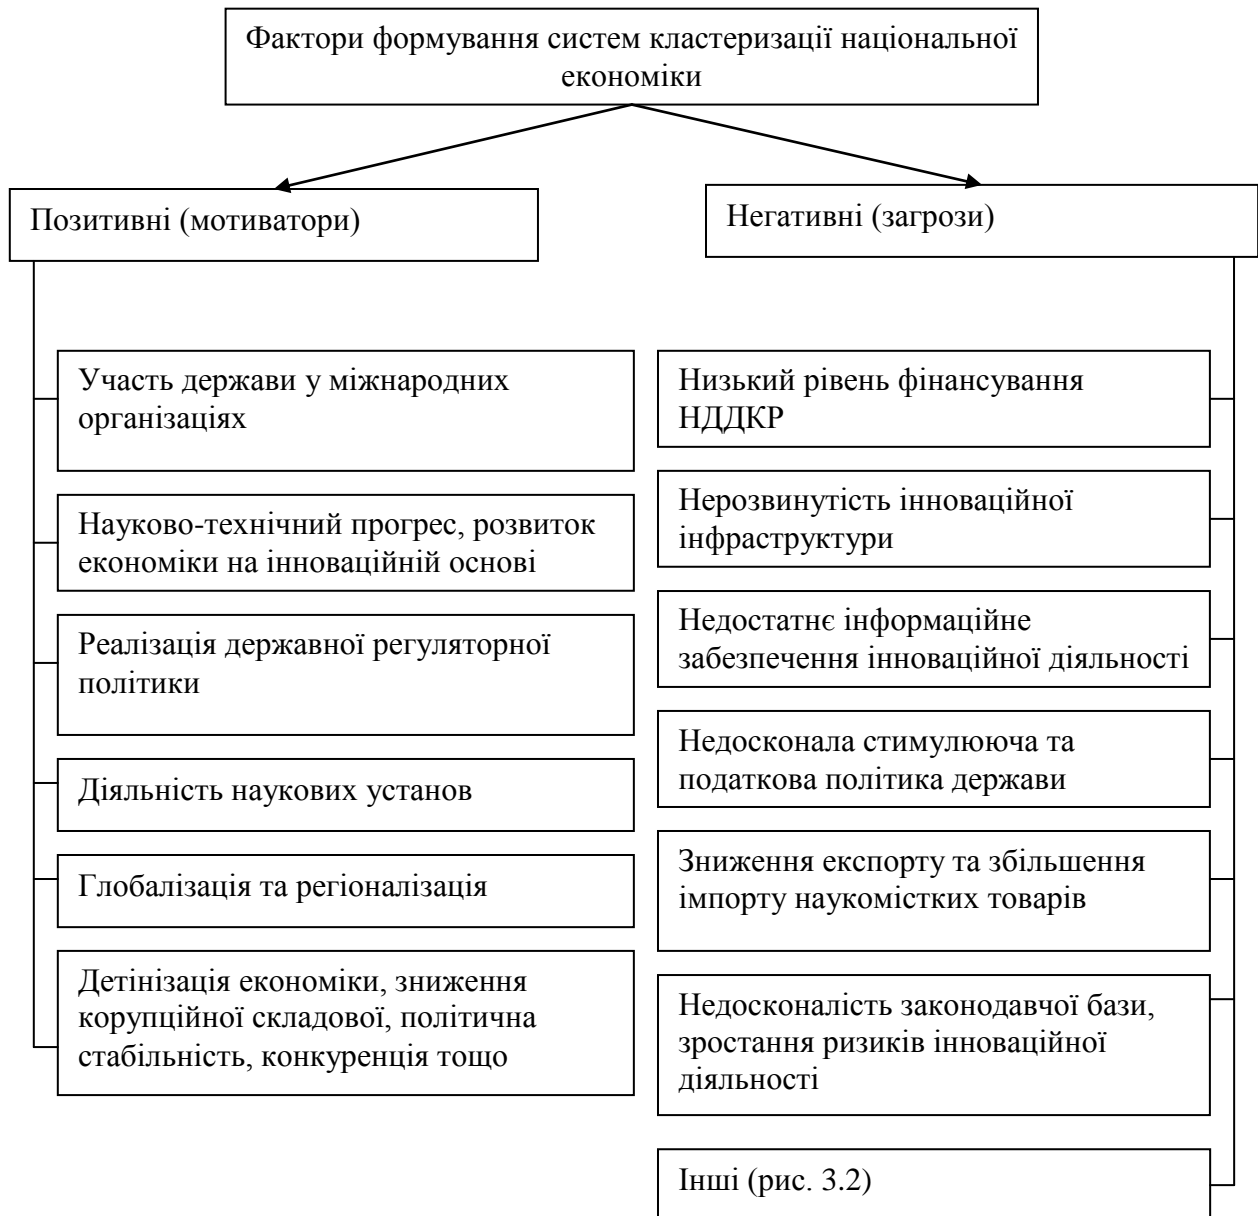 Фактори формування систем кластеризації національної
економіки
Позитивні (мотиватори)
Негативні (загрози)
Участь держави у міжнародних
організаціях
Науково-технічний прогрес, розвиток
економіки на інноваційній основі
Реалізація державної регуляторної
політики
Діяльність наукових установ
Глобалізація та регіоналізація
Детінізація економіки, зниження
корупційної складової, політична
стабільність, конкуренція тощо
Низький рівень фінансування
НДДКР
Нерозвинутість інноваційної
інфраструктури
Недостатнє інформаційне
забезпечення інноваційної діяльності
Недосконала стимулююча та
податкова політика держави
Зниження експорту та збільшення
імпорту наукомістких товарів
Недосконалість законодавчої бази,
зростання ризиків інноваційної
діяльності
Інші (рис. 3.2)